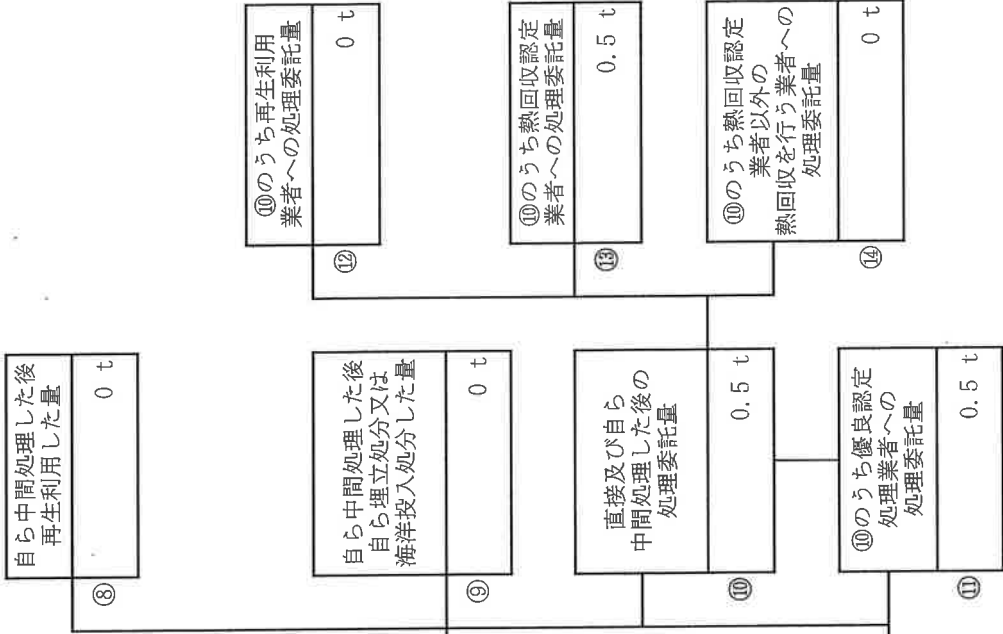 自ら中間処理した後
再生利用した量
0 t
⑧
自ら中間処理した後
自ら埋立処分又は
海洋投入処分した量
0 t
⑨
直接及び自ら
中間処理した後の
処理委託量
0.5 t
⑩
⑩のうち優良認定
処理業者への
処理委託量
0.5 t
⑪
⑩のうち再生利用
業者への処理委託量
0 t
⑫
⑩のうち熱回収認定
業者への処理委託量
0.5 t
⑬
⑩のうち熱回収認定
業者以外の
熱回収を行う業者への
処理委託量
0 t
⑭